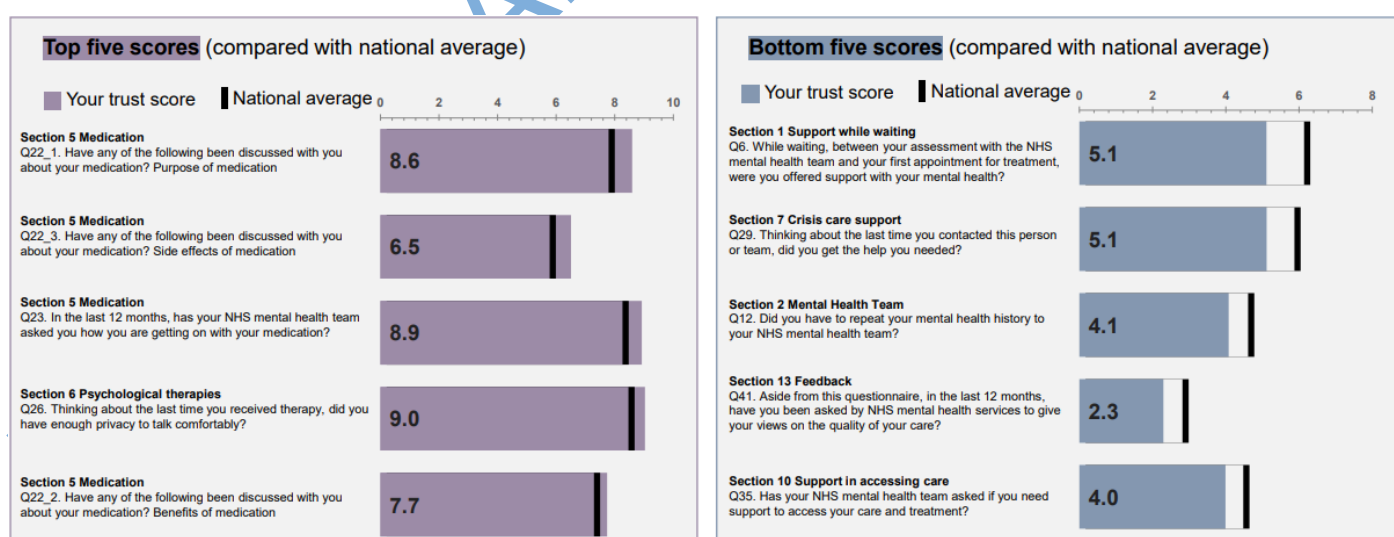 Top five scores (compared with national average)
Your trust score
National average
0 2 4 6 8 10
Section 5 Medication
Q22_1. Have any of the following been discussed with you
about your medication? Purpose of medication
8.6
Section 5 Medication
Q22_3. Have any of the following been discussed with you
about your medication? Side effects of medication
6.5
Section 5 Medication
Q23. In the last 12 months, has your NHS mental health team
asked you how you are getting on with your medication?
8.9
Section 6 Psychological therapies
Q26. Thinking about the last time you received therapy, did you
have enough privacy to talk comfortably?
9.0
Section 5 Medication
Q22_2. Have any of the following been discussed with you
about your medication? Benefits of medication
7.7
Bottom five scores (compared with national average)
Your trust score
National average
0 2 4 6 8
Section 1 Support while waiting
Q6. While waiting, between your assessment with the NHS
mental health team and your first appointment for treatment,
were you offered support with your mental health?
5.1
Section 7 Crisis care support
Q29. Thinking about the last time you contacted this person
or team, did you get the help you needed?
5.1
Section 2 Mental Health Team
Q12. Did you have to repeat your mental health history to
your NHS mental health team?
4.1
Section 13 Feedback
Q41. Aside from this questionnaire, in the last 12 months,
have you been asked by NHS mental health services to give
your views on the quality of your care?
2.3
Section 10 Support in accessing care
Q35. Has your NHS mental health team asked if you need
support to access your care and treatment?
4.0